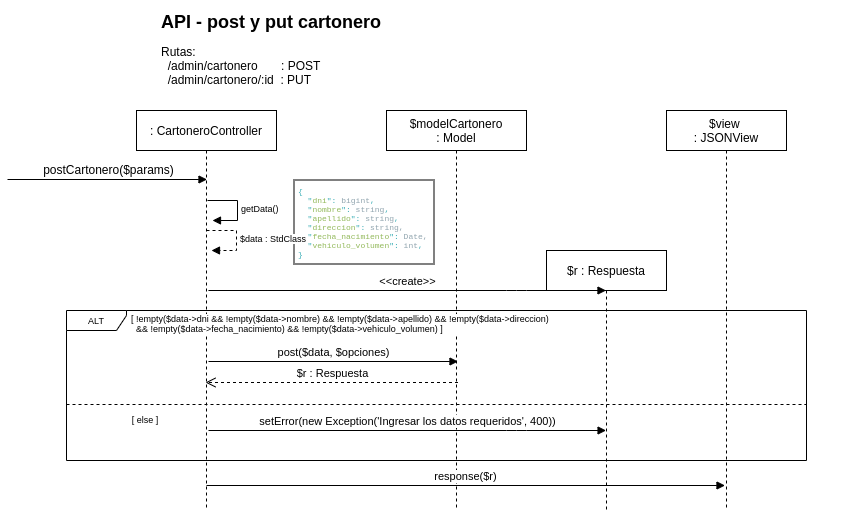 API - post y put cartonero
Rutas:
/admin/cartonero : POST
/admin/cartonero/:id : PUT
: CartoneroController
$modelCartonero
: Model
$view
: JSONView
postCartonero($params)
getData()
$data : StdClass
{
"dni": bigint,
"nombre": string,
"apellido": string,
"direccion": string,
"fecha_nacimiento": Date,
"vehiculo_volumen": int,
}
$r : Respuesta
<<create>>
ALT
[ !empty($data->dni && !empty($data->nombre) && !empty($data->apellido) && !empty($data->direccion)
&& !empty($data->fecha_nacimiento) && !empty($data->vehiculo_volumen) ]
post($data, $opciones)
$r : Respuesta
[ else ]
setError(new Exception('Ingresar los datos requeridos', 400))
response($r)